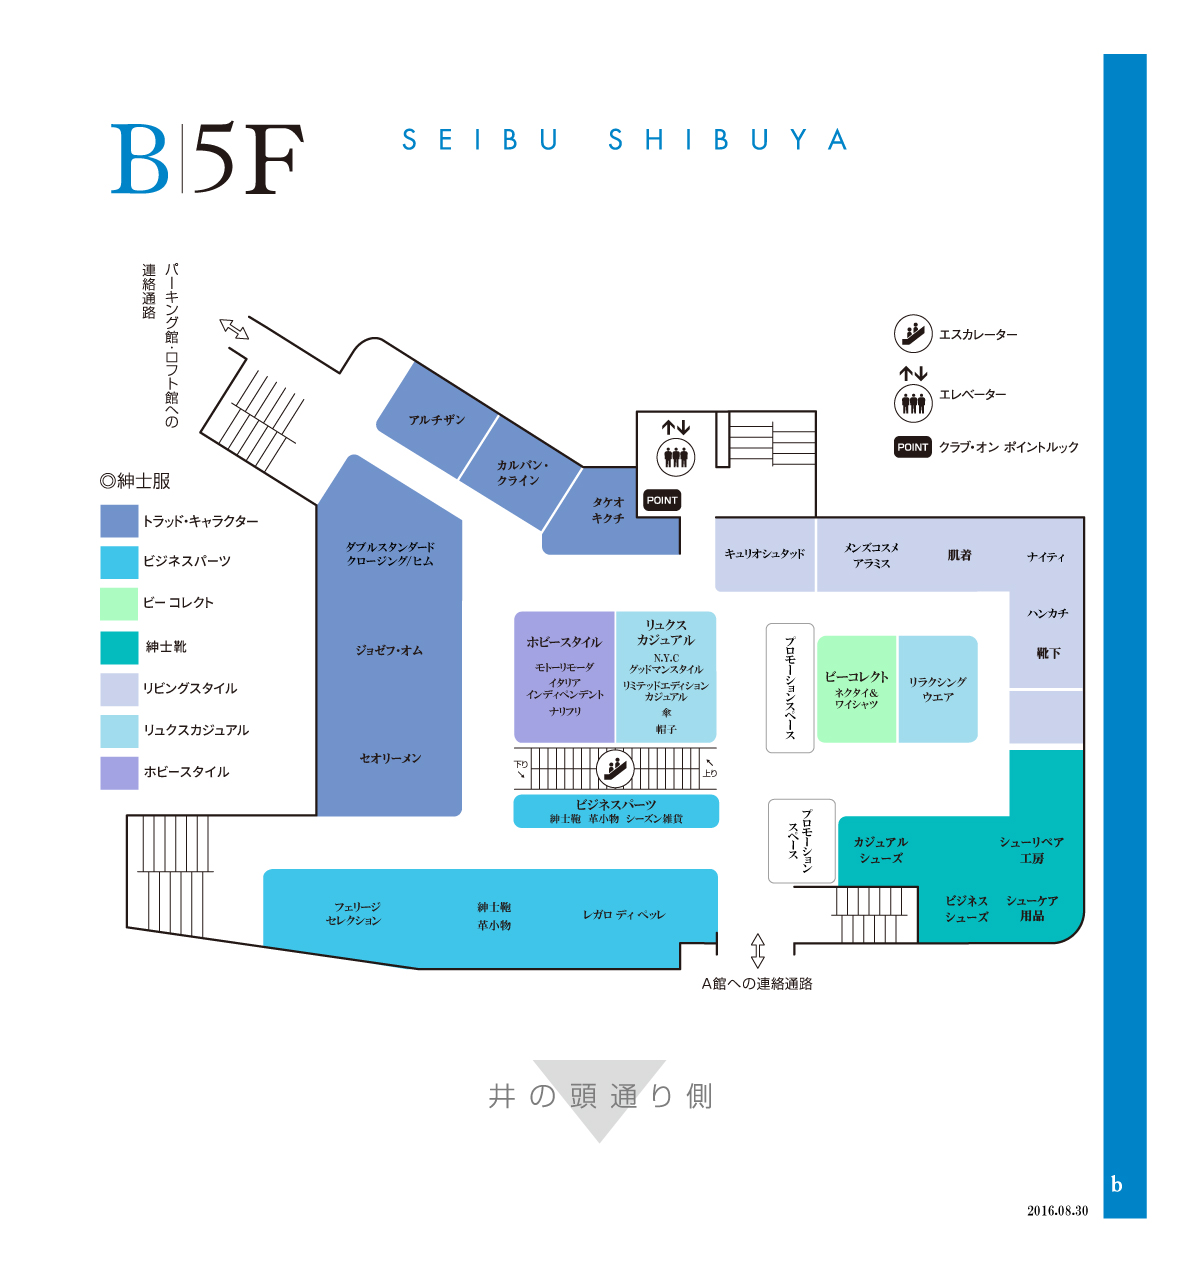 B|5F
SEIBU SHIBUYA
パーキング館・ロフト館への
連絡通路
エスカレーター
エレベーター
POINT クラブ・オン ポイントルック
◎紳士服
トラッド・キャラクター
ビジネスパーツ
ビー コレクト
紳士靴
リビングスタイル
リュクスカジュアル
ホビースタイル
アルチザン
カルバン・
クライン
タケオ
キクチ
POINT
ダブルスタンダード
クロージング/ヒム
ジョゼフ・オム
セオリーメン
キュリオシュタッド
メンズコスメ
アラミス
肌着
ナイティ
ハンカチ
靴下
ホビースタイル
モトーリモーダ
イタリア
インディペンデント
ナリフリ
リュクス
カジュアル
N.Y.C
グッドマンスタイル
リミテッドエディション
カジュアル
傘
帽子
プロモーションスペース
ビーコレクト
ネクタイ&
ワイシャツ
リラクシング
ウエア
下り
上り
ビジネスパーツ
紳士鞄 革小物 シーズン雑貨
プロモーション
スペース
カジュアル
シューズ
シューリペア
工房
ビジネス
シューズ
シューケア
用品
フェリージ
セレクション
紳士鞄
革小物
レガロ ディ ペッレ
A館への連絡通路
井の頭通り側
b
2016.08.30